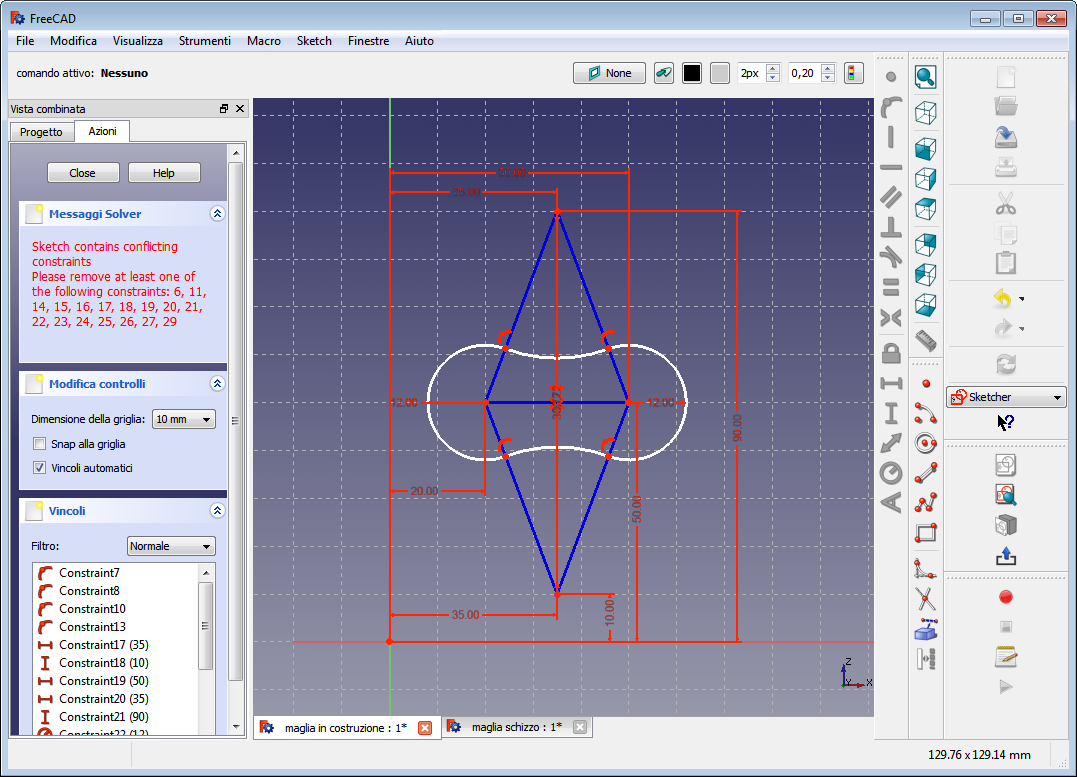 FreeCAD
File Modifica Visualizza Strumenti Macro Sketch Finestre Aiuto
comando attivo: Nessuno
None
2px
0,20
Vista combinata
Progetto
Azioni
Close
Help
Messaggi Solver
Sketch contains conflicting
constraints
Please remove at least one of
the following constraints: 6, 11,
14, 15, 16, 17, 18, 19, 20, 21,
22, 23, 24, 25, 26, 27, 29
Modifica controlli
Dimensione della griglia: 10 mm
Snap alla griglia
Vincoli automatici
Vincoli
Filtro: Normale
Constraint7
Constraint8
Constraint10
Constraint13
Constraint17 (35)
Constraint18 (10)
Constraint19 (50)
Constraint20 (35)
Constraint21 (90)
Constraint22 (12)
35.00
12.00
12.00
90.00
20.00
50.00
35.00
10.00
Z
Y
X
Sketcher
maglia in costruzione : 1*
maglia schizzo : 1*
129.76 x 129.14 mm